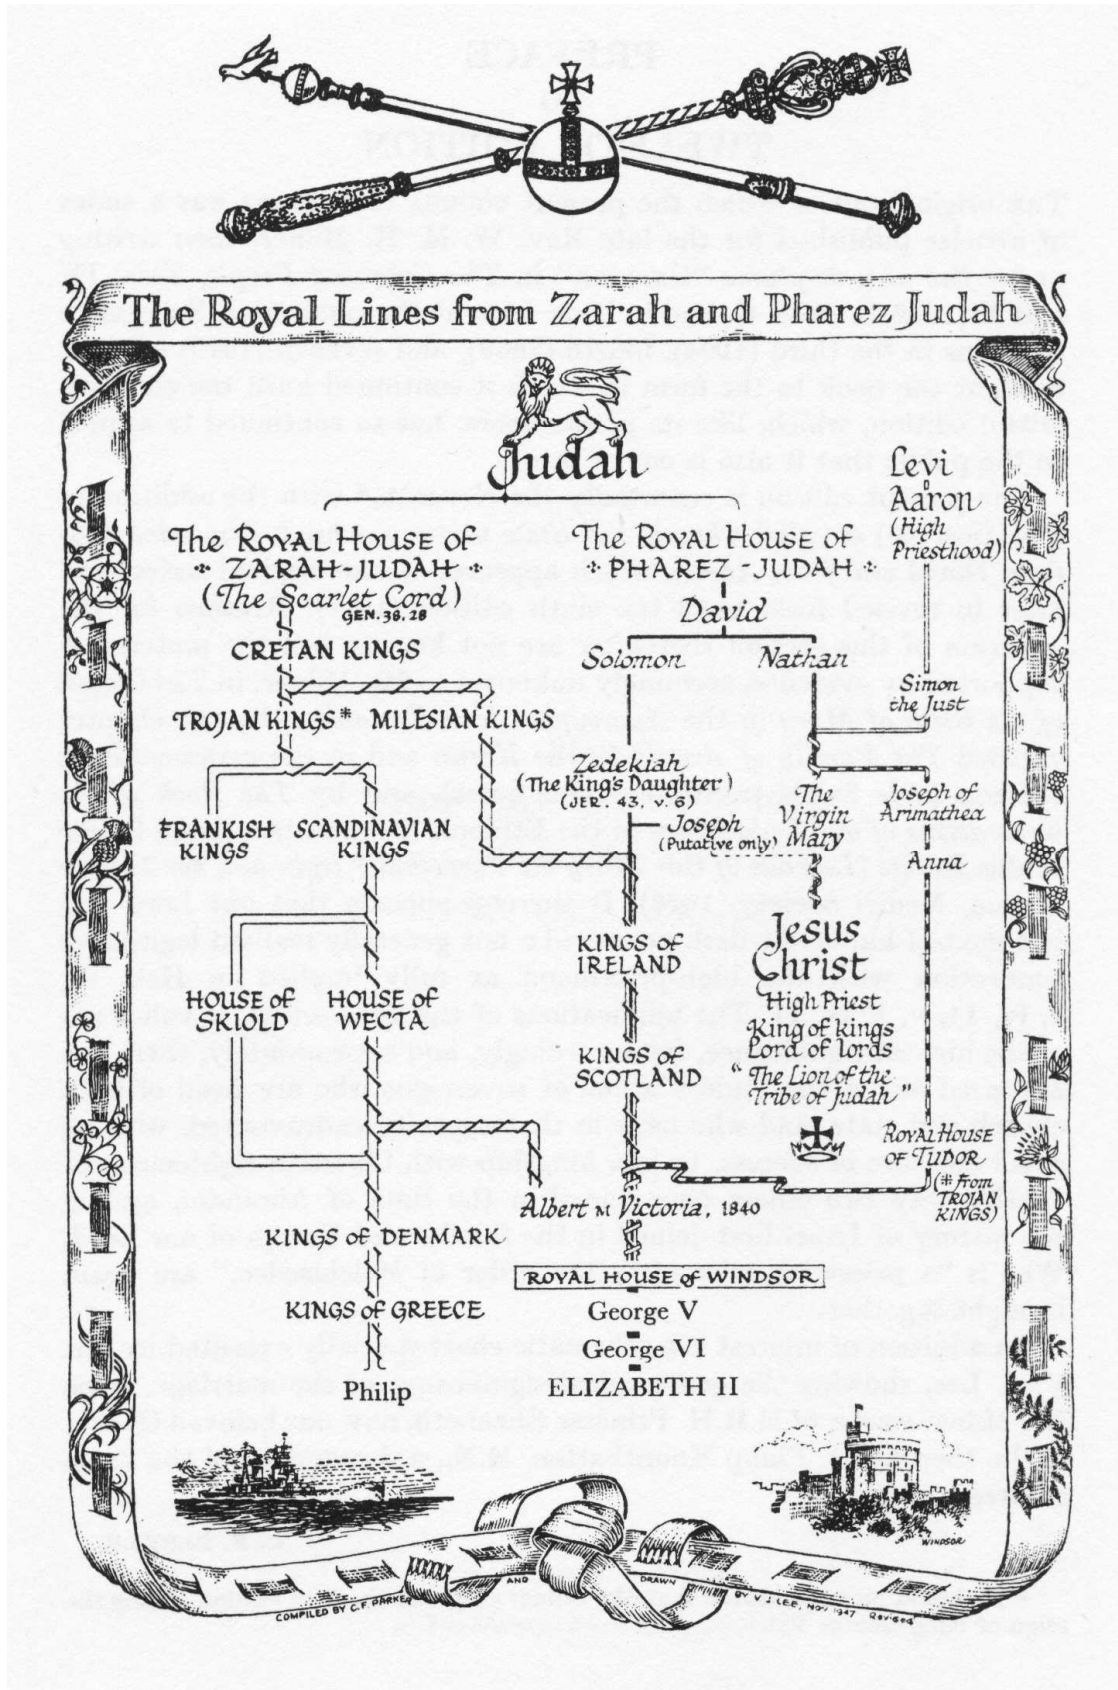 The Royal Lines from Zarah and Pharez Judah
Judah
Levi
Aaron
(High
Priesthood)
The ROYAL HOUSE of
ZARAH-JUDAH
(The Scarlet Cord)
GEN. 38. 28
The ROYAL HOUSE of
PHAREZ-JUDAH
David
CRETAN KINGS
Solomon
Nathan
Simon
the Just
TROJAN KINGS*
MILESIAN KINGS
Zedekiah
(The King's Daughter)
(JER. 43. v. 6)
Joseph
(Putative only)
The
Virgin
Mary
Joseph of
Arimathea
Anna
FRANKISH
KINGS
SCANDINAVIAN
KINGS
KINGS of
IRELAND
Jesus
Christ
High Priest
King of kings
Lord of lords
"The Lion of the
Tribe of Judah"
HOUSE of
SKIOLD
HOUSE of
WECTA
KINGS of
SCOTLAND
ROYAL HOUSE
OF TUDOR
(* from
TROJAN
KINGS)
Albert M Victoria, 1840
KINGS of DENMARK
ROYAL HOUSE of WINDSOR
KINGS of GREECE
George V
George VI
Philip
ELIZABETH II
WINDSOR
COMPILED BY C.F. PARKER AND DRAWN BY V J. LEE, NOV 1947 Revised